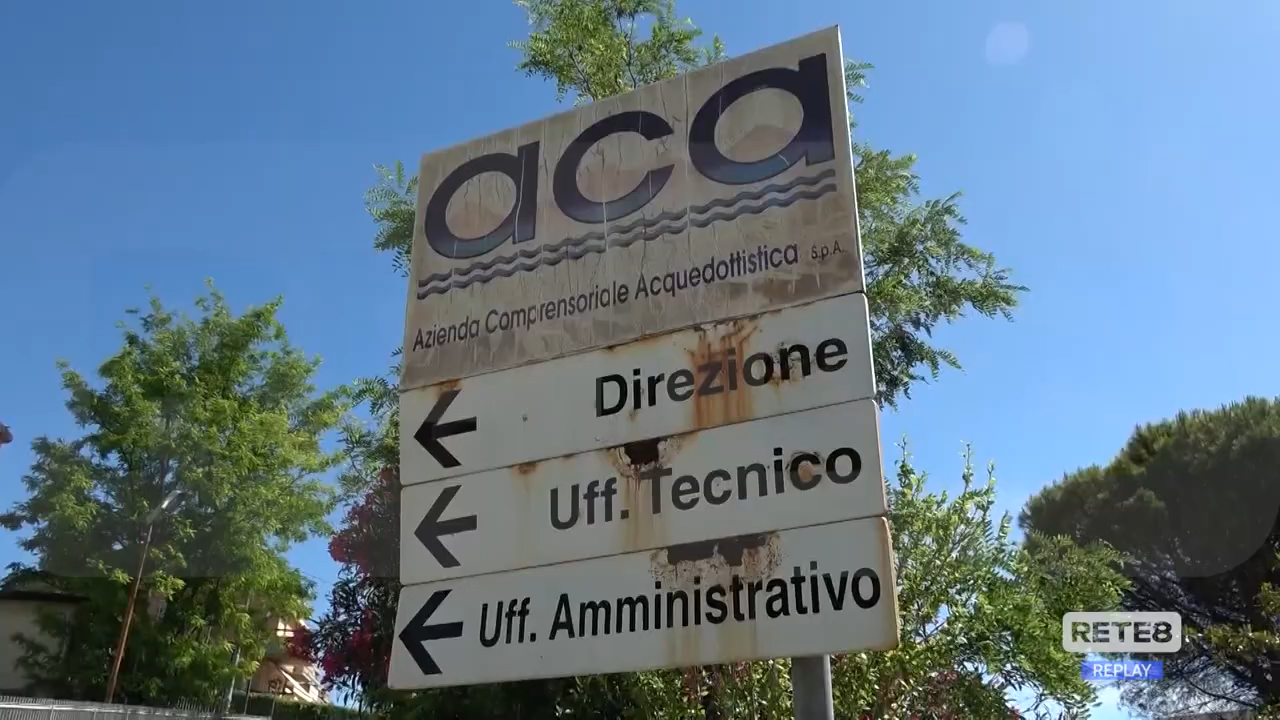 aca
Azienda Comprensoriale Acquedottistica S.p.A.
Direzione
Uff. Tecnico
Uff. Amministrativo
RETE8
REPLAY